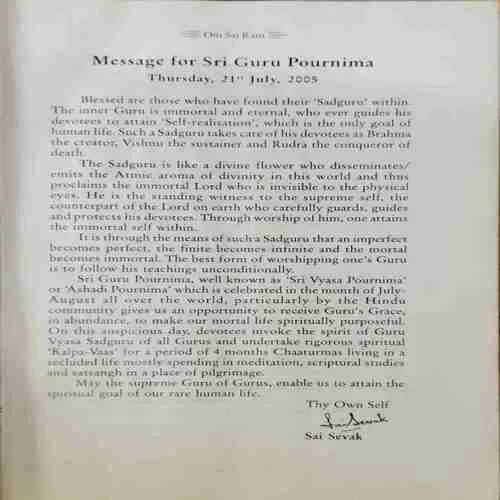 Om Sai Ram
Message for Sri Guru Pournima
Thursday, 21st July, 2005
Blessed are those who have found their 'Sadguru' within.
The inner Guru is immortal and eternal, who ever guides his
devotees to attain 'Self-realisation', which is the only goal of
human life. Such a Sadguru takes care of his devotees as Brahma
the creator, Vishnu the sustainer and Rudra the conqueror of
death.
The Sadguru is like a divine flower who disseminates/
emits the Atmic aroma of divinity in this world and thus
proclaims the immortal Lord who is invisible to the physical
eyes. He is the standing witness to the supreme self, the
counterpart of the Lord on earth who carefully guards, guides
and protects his devotees. Through worship of him, one attains
the immortal self within.
It is through the means of such a Sadguru that an imperfect
becomes perfect, the finite becomes infinite and the mortal
becomes immortal. The best form of worshipping one's Guru
is to follow his teachings unconditionally.
Sri Guru Pournima, well known as 'Sri Vyasa Pournima'
or 'Ashadi Pournima' which is celebrated in the month of July-
August all over the world, particularly by the Hindu
community gives us an opportunity to receive Guru's Grace,
in abundance, to make our mortal life spiritually purposeful.
On this auspicious day, devotees invoke the spirit of Guru
Vyasa Sadguru of all Gurus and undertake rigorous spiritual
'Kalpa-Vaas' for a period of 4 months Chaaturmas living in a
secluded life mostly spending in meditation, scriptural studies
and satsangh in a place of pilgrimage.
May the supreme Guru of Gurus, enable us to attain the
spiritual goal of our rare human life.
Thy Own Self
Sai Sevak
Sai Sevak